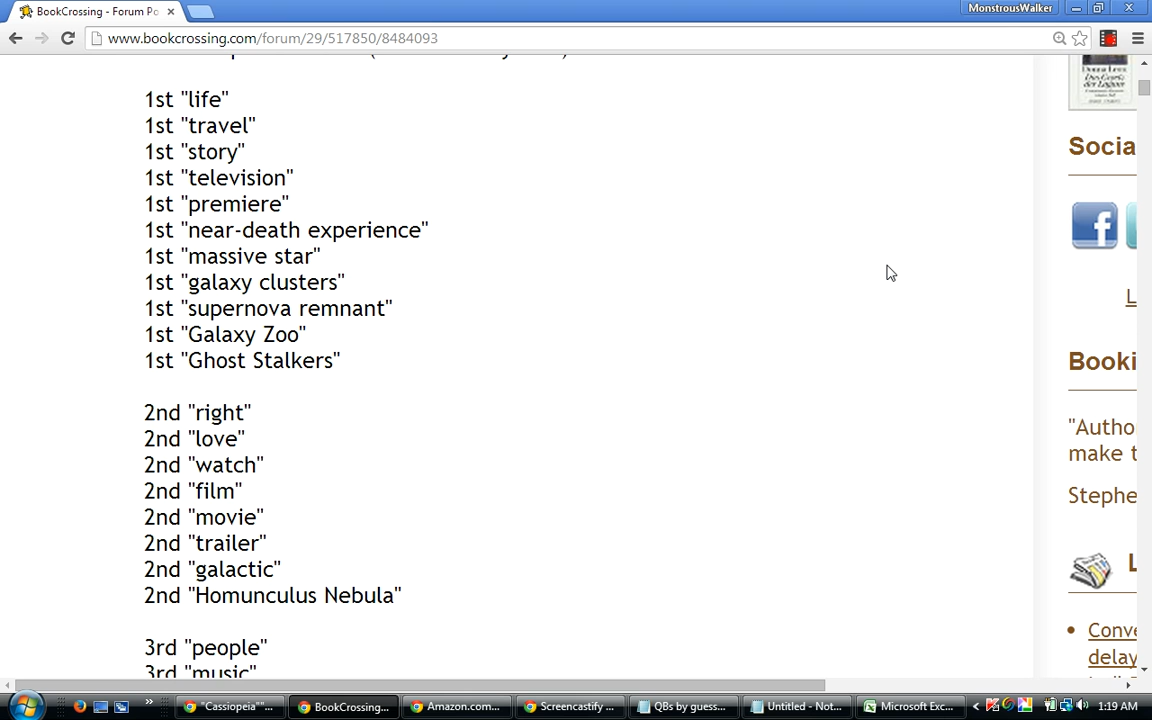 BookCrossing - Forum Po
MonstrousWalker
www.bookcrossing.com/forum/29/517850/8484093
1st "life"
1st "travel"
1st "story"
1st "television"
1st "premiere"
1st "near-death experience"
1st "massive star"
1st "galaxy clusters"
1st "supernova remnant"
1st "Galaxy Zoo"
1st "Ghost Stalkers"
2nd "right"
2nd "love"
2nd "watch"
2nd "film"
2nd "movie"
2nd "trailer"
2nd "galactic"
2nd "Homunculus Nebula"
3rd "people"
3rd "music"
Donna Leon
Socia
L
Booki
"Autho
make t
Stephe
L
Conve
delay
"Cassiopeia""...
BookCrossing...
Amazon.com...
Screencastify ...
QBs by guess...
Untitled - Not...
Microsoft Exc...
1:19 AM